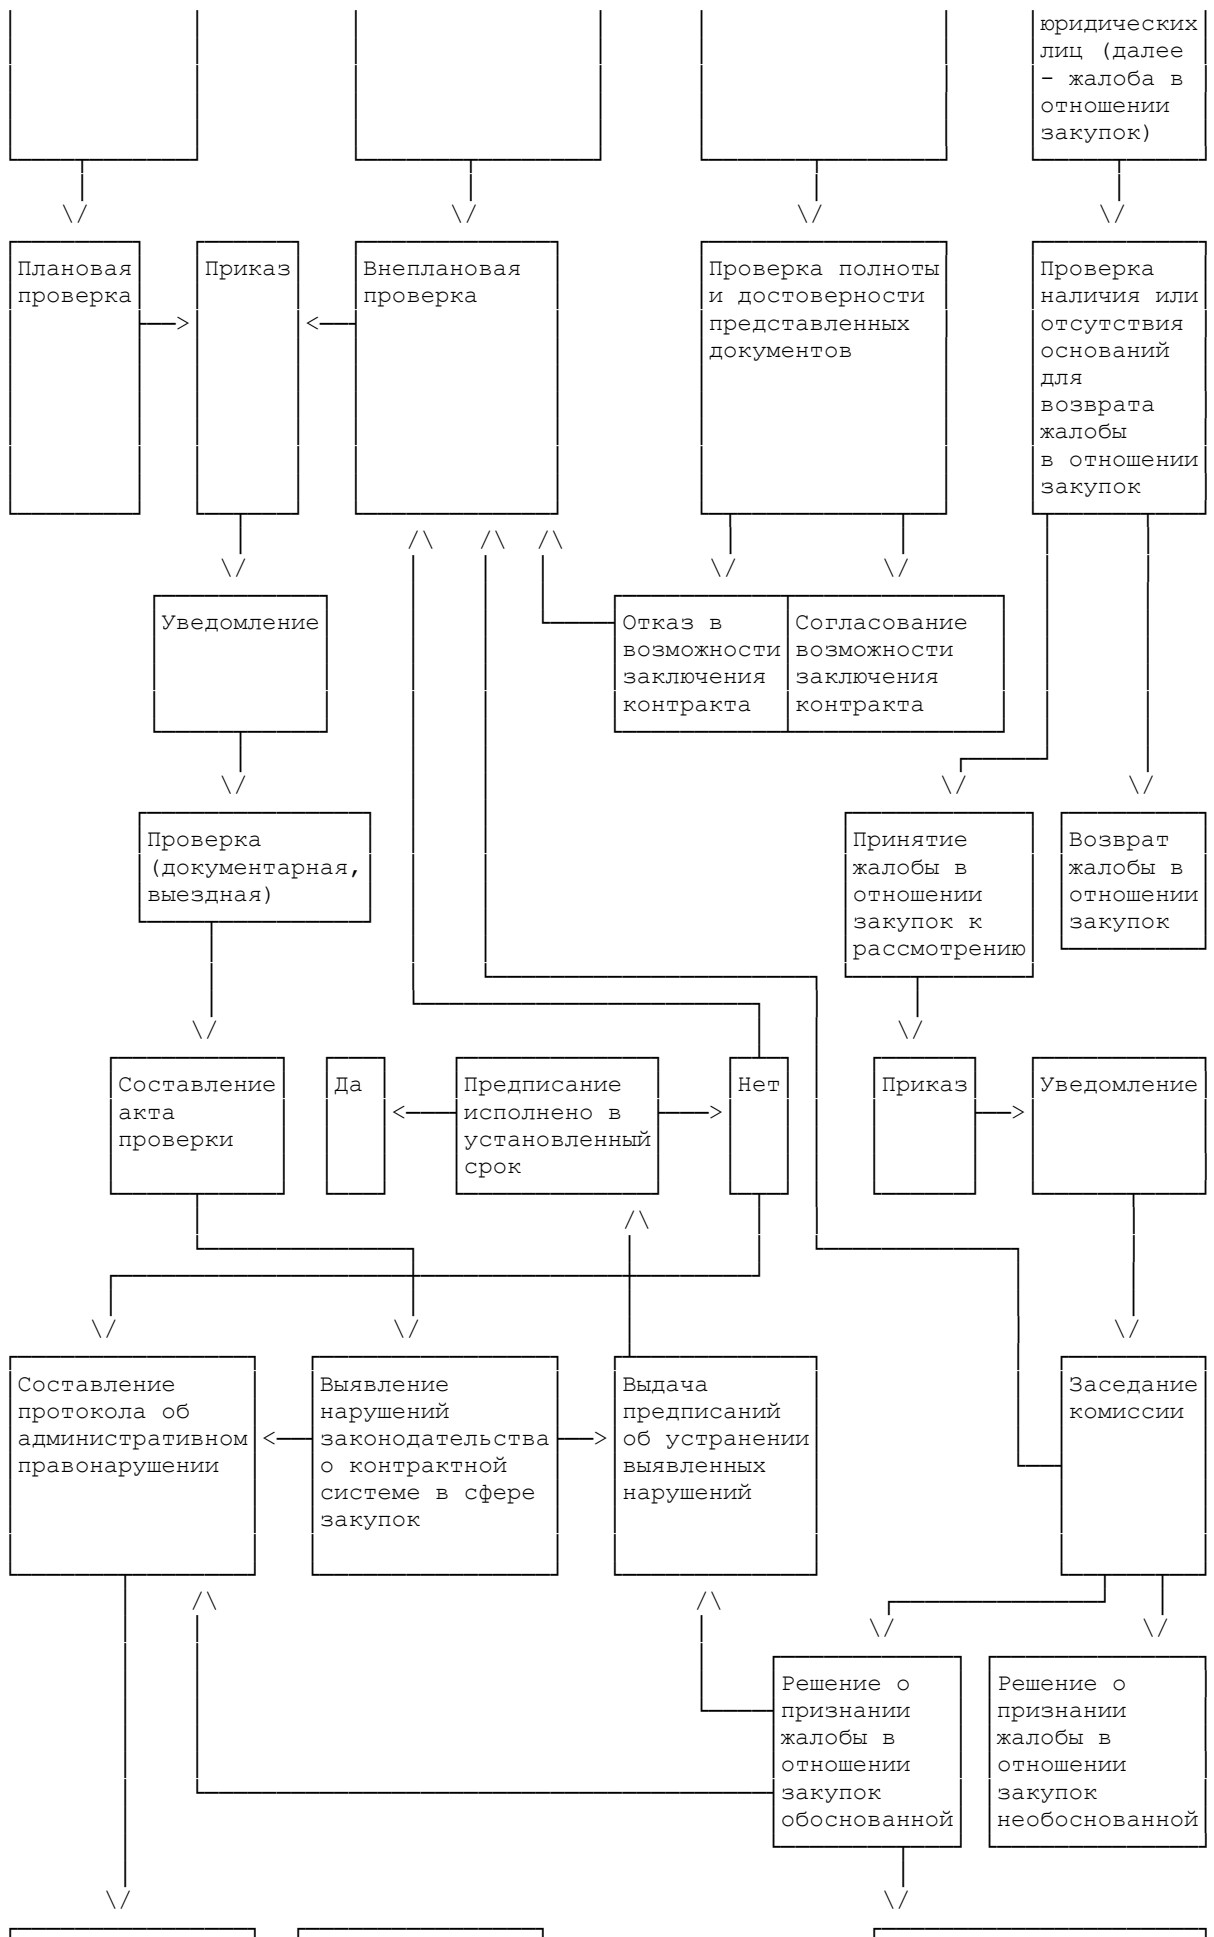 юридических
лиц (далее
- жалоба в
отношении
закупок)
Плановая
проверка
Приказ
Внеплановая
проверка
Проверка полноты
и достоверности
представленных
документов
Проверка
наличия или
отсутствия
оснований
для
возврата
жалобы
в отношении
закупок
Уведомление
Отказ в
возможности
заключения
контракта
Согласование
возможности
заключения
контракта
Проверка
(документарная,
выездная)
Принятие
жалобы в
отношении
закупок к
рассмотрению
Возврат
жалобы в
отношении
закупок
Составление
акта
проверки
Да
Предписание
исполнено в
установленный
срок
Нет
Приказ
Уведомление
Составление
протокола об
административном
правонарушении
Выявление
нарушений
законодательства
о контрактной
системе в сфере
закупок
Выдача
предписаний
об устранении
выявленных
нарушений
Заседание
комиссии
Решение о
признании
жалобы в
отношении
закупок
обоснованной
Решение о
признании
жалобы в
отношении
закупок
необоснованной